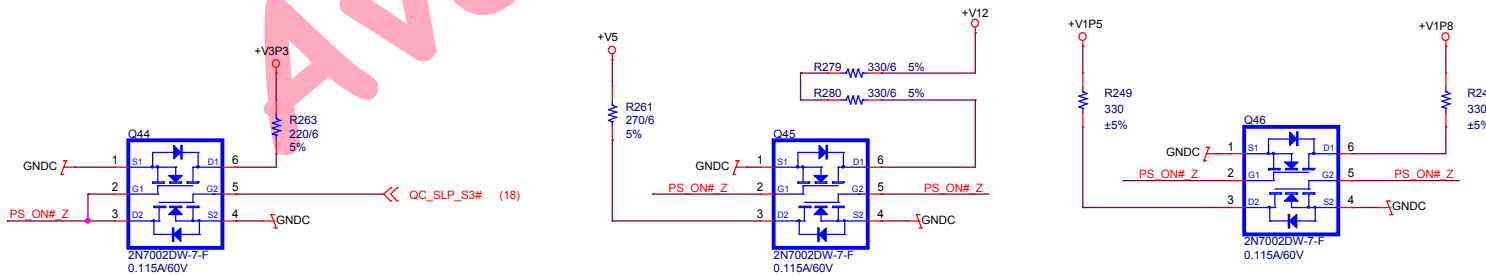 Av
+V3P3
R263
220/6
5%
Q44
GNDC
1
S1
D1
6
2
G1
G2
5
QC_SLP_S3#
(18)
PS_ON#_Z
3
D2
S2
4
GNDC
2N7002DW-7-F
0.115A/60V
+V5
R261
270/6
5%
+V12
R279
330/6
5%
R280
330/6
5%
Q45
GNDC
1
S1
D1
6
PS_ON#_Z
2
G1
G2
5
PS_ON#_Z
3
D2
S2
4
GNDC
2N7002DW-7-F
0.115A/60V
+V1P5
R249
330
±5%
+V1P8
R24
330
±5%
Q46
GNDC
1
S1
D1
6
PS_ON#_Z
2
G1
G2
5
PS_ON#_Z
3
D2
S2
4
GNDC
2N7002DW-7-F
0.115A/60V